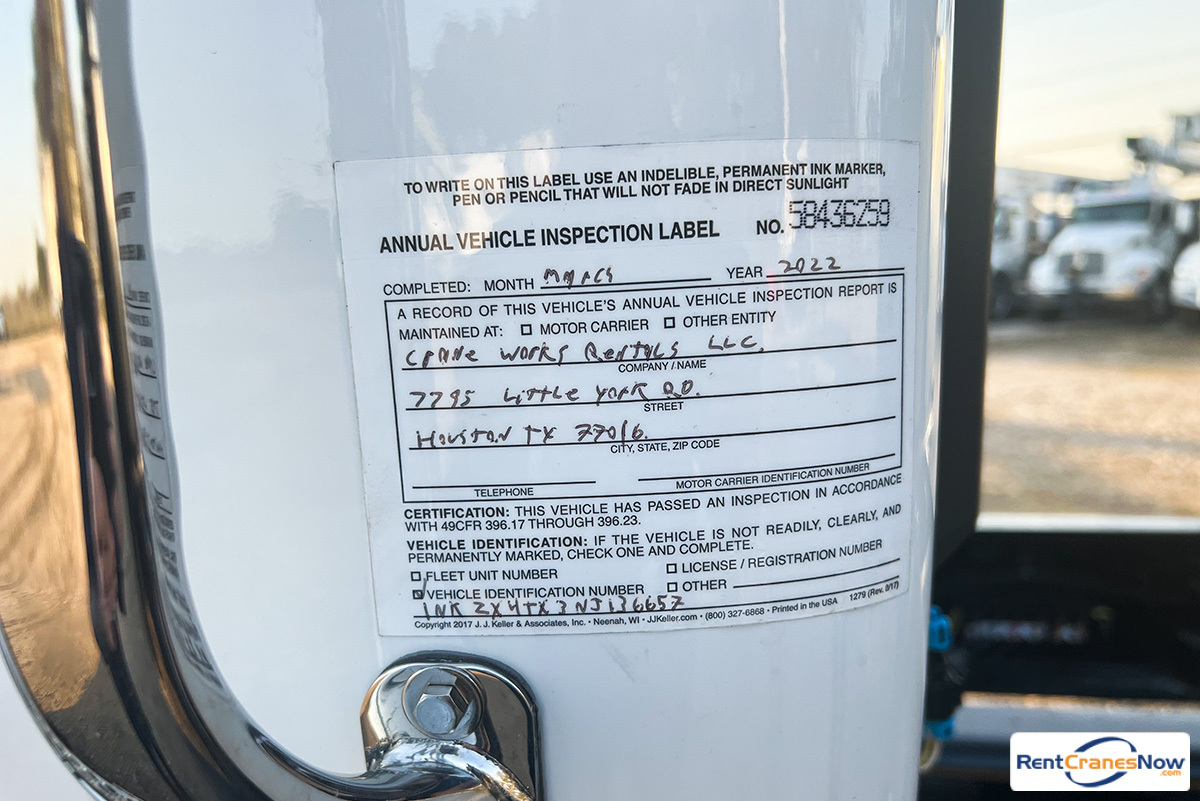 TO WRITE ON THIS LABEL USE AN INDELIBLE, PERMANENT INK MARKER,
PEN OR PENCIL THAT WILL NOT FADE IN DIRECT SUNLIGHT
ANNUAL VEHICLE INSPECTION LABEL NO. 58436259
COMPLETED: MONTH March YEAR 2022
A RECORD OF THIS VEHICLE'S ANNUAL VEHICLE INSPECTION REPORT IS
MAINTAINED AT: ☐ MOTOR CARRIER ☐ OTHER ENTITY
Crane Works Rentals LLC.
COMPANY / NAME
7795 Little York RD.
STREET
Houston TX 77016.
CITY, STATE, ZIP CODE
TELEPHONE MOTOR CARRIER IDENTIFICATION NUMBER
CERTIFICATION: THIS VEHICLE HAS PASSED AN INSPECTION IN ACCORDANCE
WITH 49CFR 396.17 THROUGH 396.23.
VEHICLE IDENTIFICATION: IF THE VEHICLE IS NOT READILY, CLEARLY, AND
PERMANENTLY MARKED, CHECK ONE AND COMPLETE.
☐ FLEET UNIT NUMBER ☐ LICENSE / REGISTRATION NUMBER
☑ VEHICLE IDENTIFICATION NUMBER ☐ OTHER
1NKZX4TX3NJ136657
Copyright 2017 J. J. Keller & Associates, Inc. • Neenah, WI • JJKeller.com • (800) 327-6868 • Printed in the USA 1279 (Rev. 8/17)
RentCranesNow
.com